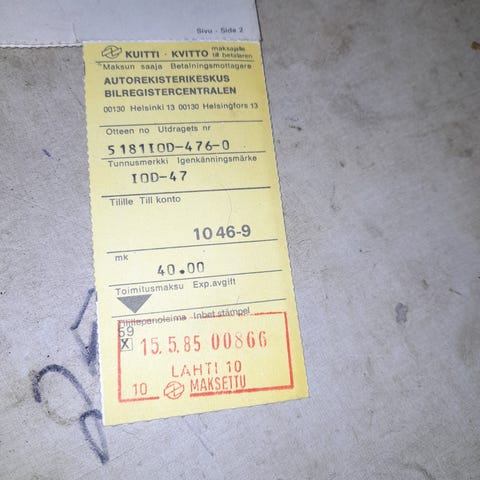 Sivu - Side 2
KUITTI · KVITTO maksajalle till betalaren
Maksun saaja Betalningsmottagare
AUTOREKISTERIKESKUS
BILREGISTERCENTRALEN
00130 Helsinki 13 00130 Helsingfors 13
Otteen no Utdragets nr
5181IOD-476-0
Tunnusmerkki Igenkänningsmärke
IOD-47
Tilille Till konto
1046-9
mk
40.00
Toimitusmaksu Exp.avgift
Tilillepanoleima Inbet.stämpel
59
X 15.5.85 00866
LAHTI 10
10 MAKSETTU